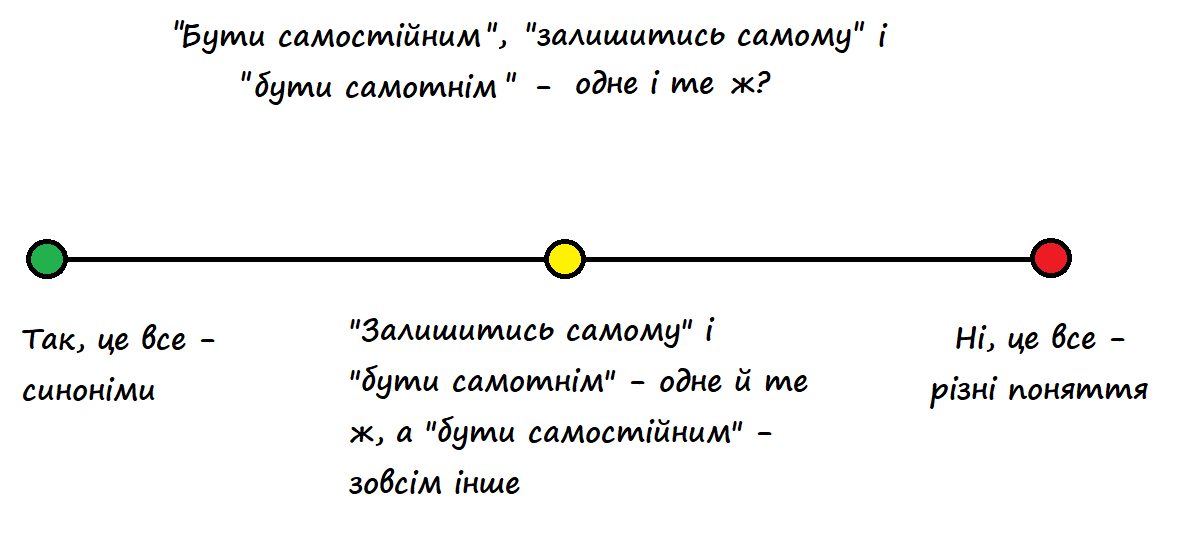 "Бути самостійним", "залишитись самому" і
"бути самотнім" - одне і те ж?
Так, це все -
синоніми
"Залишитись самому" і
"бути самотнім" - одне й те
ж, а "бути самостійним" -
зовсім інше
Ні, це все -
різні поняття